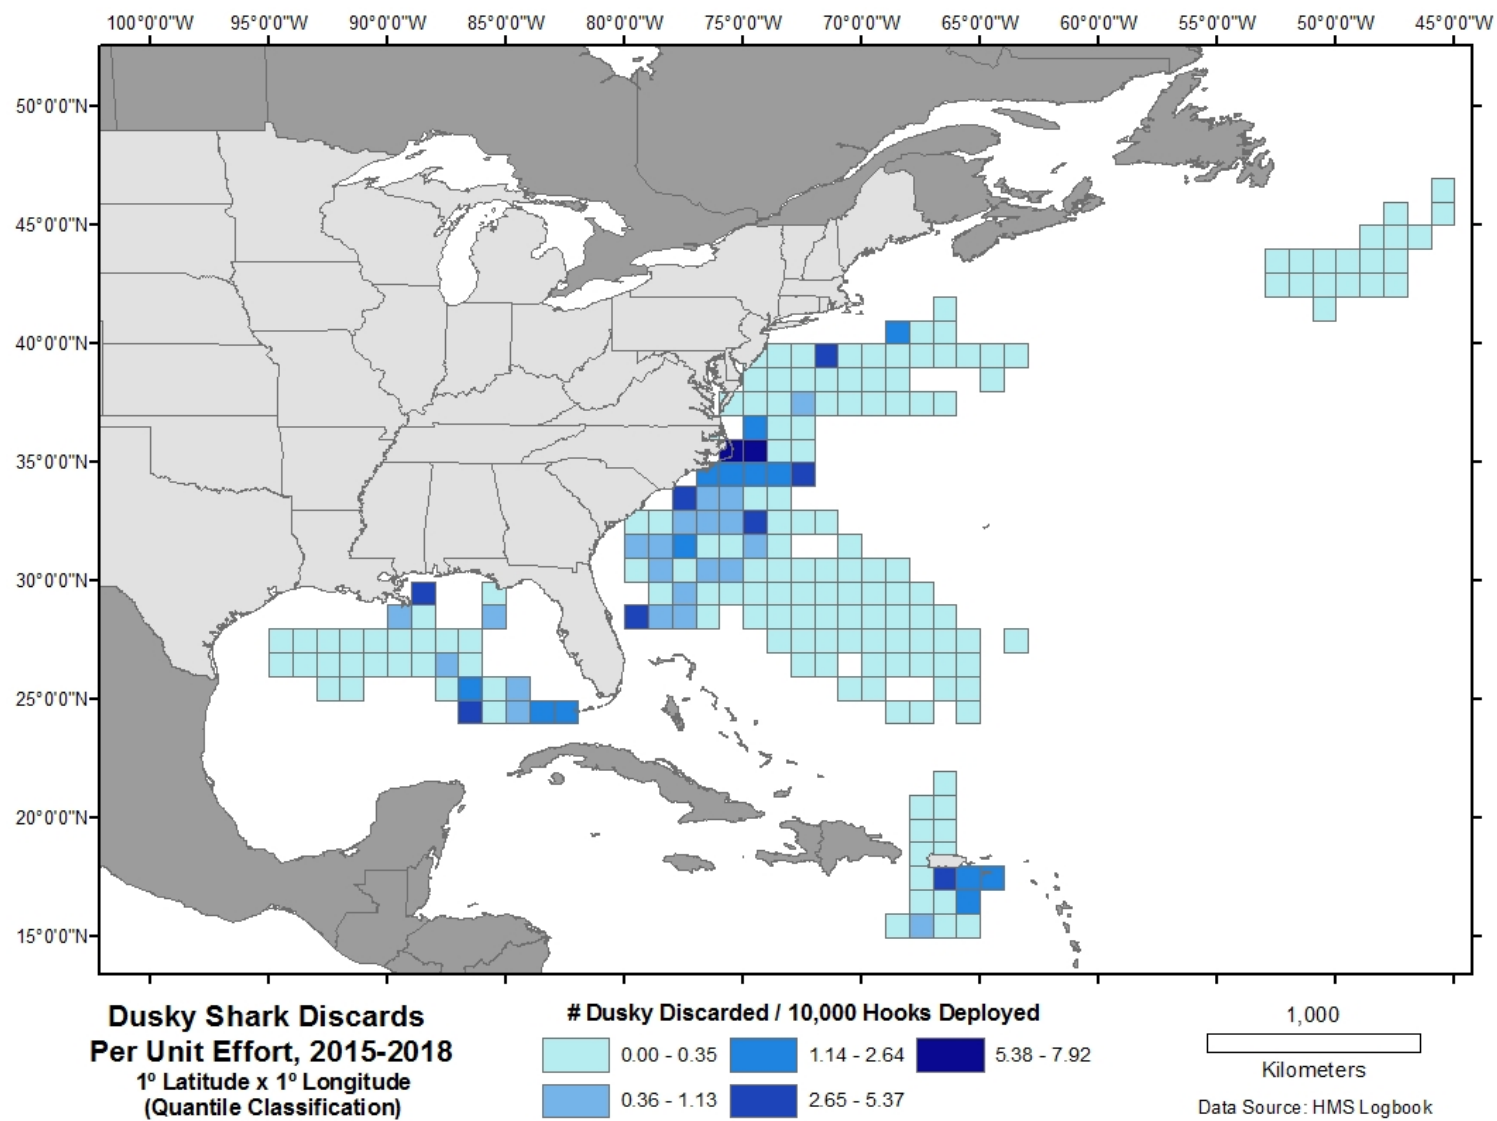 100°0'0"W 95°0'0"W 90°0'0"W 85°0'0"W 80°0'0"W 75°0'0"W 70°0'0"W 65°0'0"W 60°0'0"W 55°0'0"W 50°0'0"W 45°0'0"W
50°0'0"N
45°0'0"N
40°0'0"N
35°0'0"N
30°0'0"N
25°0'0"N
20°0'0"N
15°0'0"N
Dusky Shark Discards
Per Unit Effort, 2015-2018
1º Latitude x 1º Longitude
(Quantile Classification)
# Dusky Discarded / 10,000 Hooks Deployed
0.00 - 0.35 1.14 - 2.64 5.38 - 7.92
0.36 - 1.13 2.65 - 5.37
1,000
Kilometers
Data Source: HMS Logbook